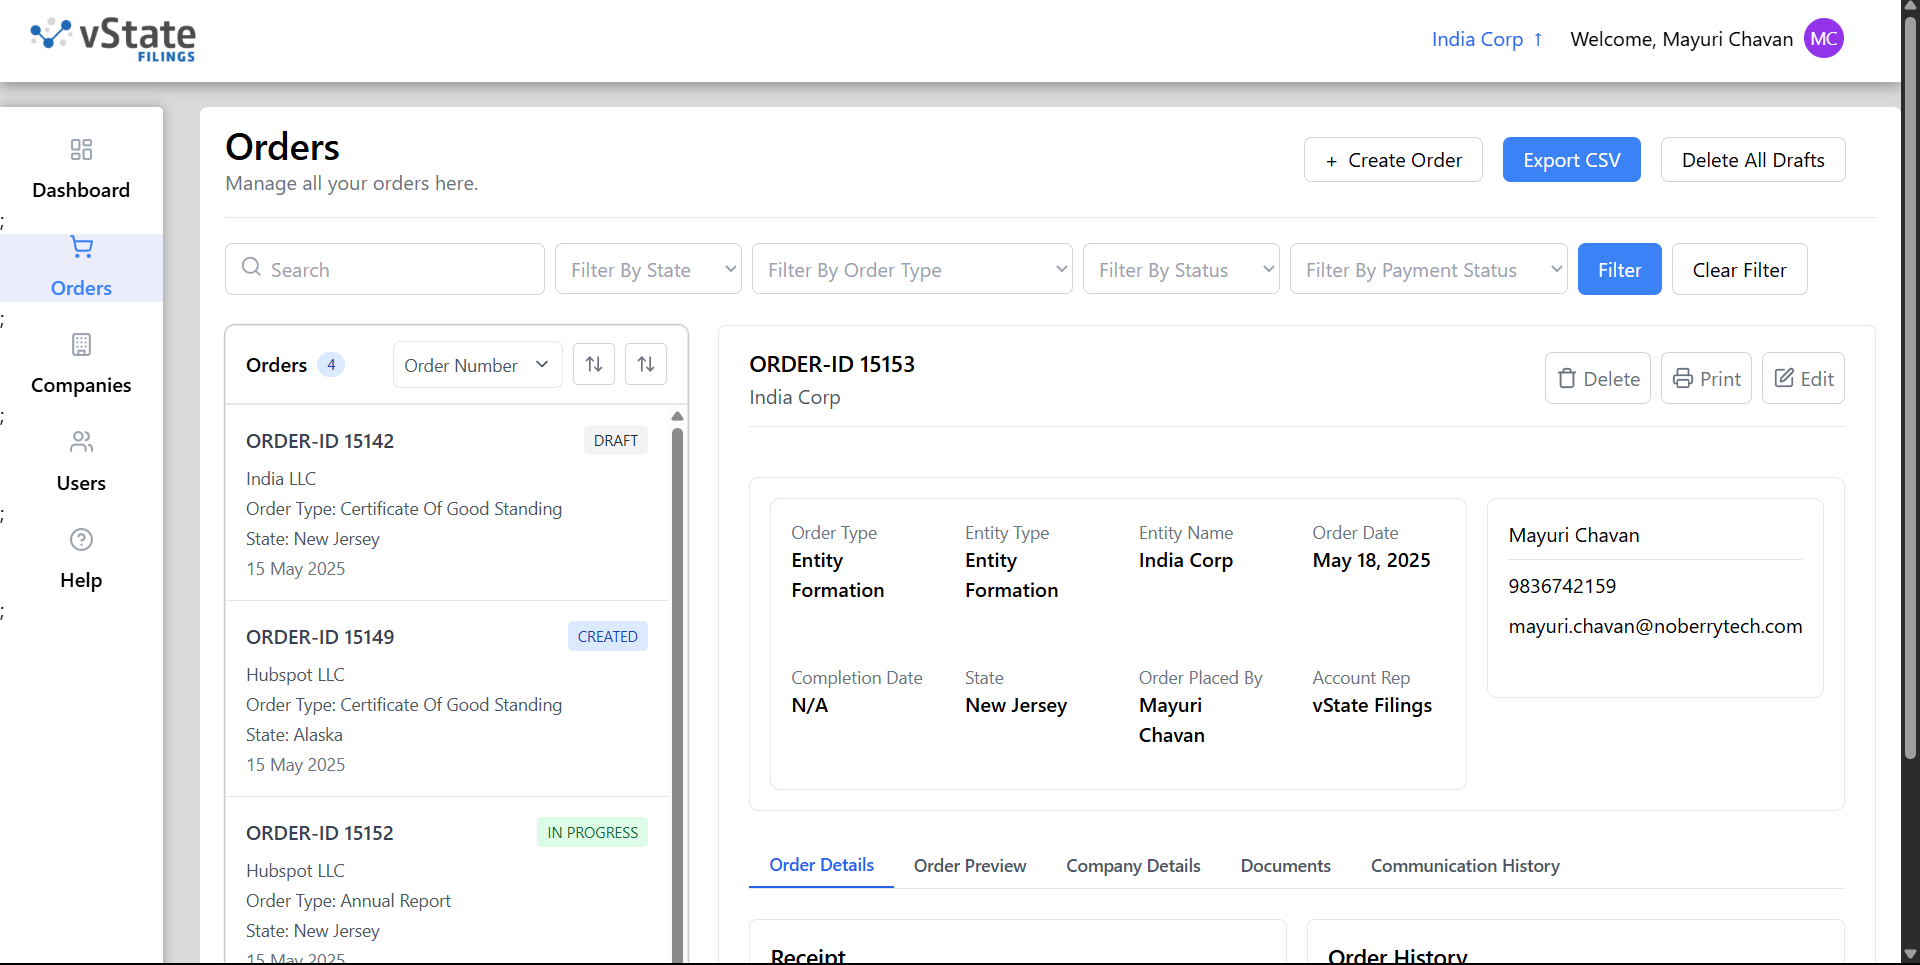 vState
FILINGS
India Corp ↑
Welcome, Mayuri Chavan
MC
Dashboard
;
Orders
;
Companies
;
Users
;
Help
;
Orders
Manage all your orders here.
+ Create Order
Export CSV
Delete All Drafts
Search
Filter By State
Filter By Order Type
Filter By Status
Filter By Payment Status
Filter
Clear Filter
Orders 4
Order Number
ORDER-ID 15142
DRAFT
India LLC
Order Type: Certificate Of Good Standing
State: New Jersey
15 May 2025
ORDER-ID 15149
CREATED
Hubspot LLC
Order Type: Certificate Of Good Standing
State: Alaska
15 May 2025
ORDER-ID 15152
IN PROGRESS
Hubspot LLC
Order Type: Annual Report
State: New Jersey
15 May 2025
ORDER-ID 15153
India Corp
Delete
Print
Edit
Order Type
Entity
Formation
Entity Type
Entity
Formation
Entity Name
India Corp
Order Date
May 18, 2025
Completion Date
N/A
State
New Jersey
Order Placed By
Mayuri
Chavan
Account Rep
vState Filings
Mayuri Chavan
9836742159
mayuri.chavan@noberrytech.com
Order Details
Order Preview
Company Details
Documents
Communication History
Receipt
Order History